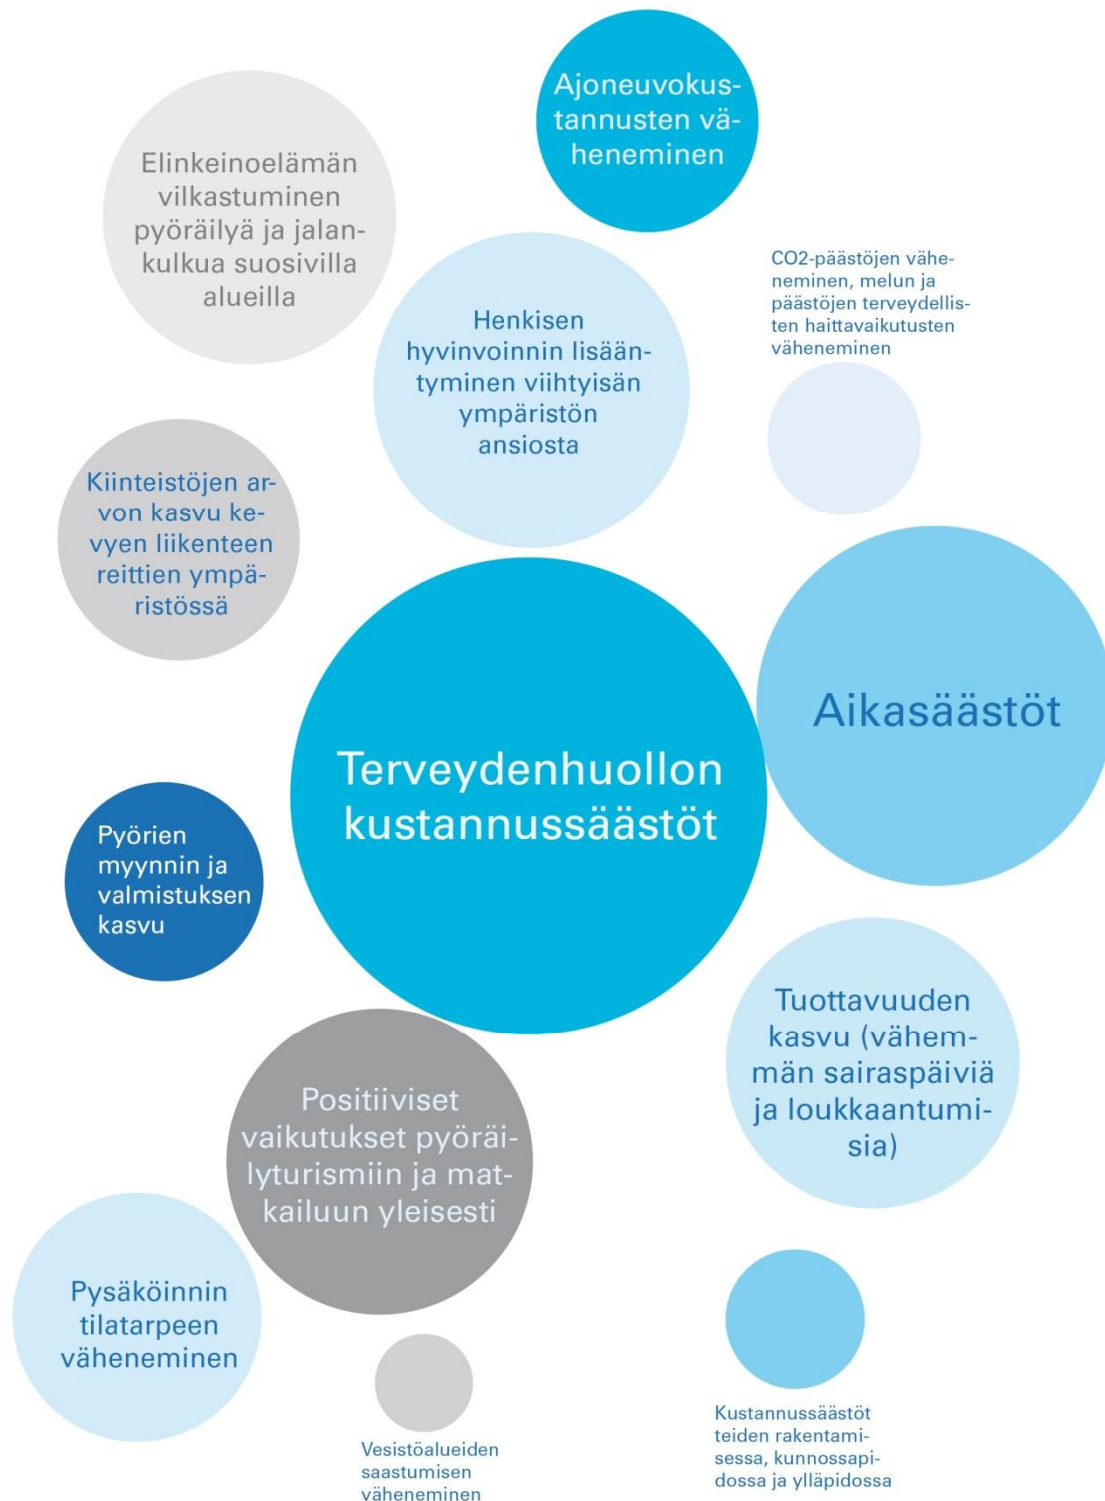 Ajoneuvokus-
tannusten vä-
heneminen
Elinkeinoelämän
vilkastuminen
pyöräilyä ja jalan-
kulkua suosivilla
alueilla
CO2-päästöjen vähe-
neminen, melun ja
päästöjen terveydellis-
ten haittavaikutusten
väheneminen
Henkisen
hyvinvoinnin lisään-
tyminen viihtyisän
ympäristön
ansiosta
Kiinteistöjen ar-
von kasvu ke-
vyen liikenteen
reittien ympä-
ristössä
Aikasäästöt
Terveydenhuollon
kustannussäästöt
Pyörien
myynnin ja
valmistuksen
kasvu
Tuottavuuden
kasvu (vähem-
män sairaspäiviä
ja loukkaantumi-
sia)
Positiiviset
vaikutukset pyöräi-
lyturismiin ja mat-
kailuun yleisesti
Pysäköinnin
tilatarpeen
väheneminen
Kustannussäästöt
teiden rakentami-
sessa, kunnossapi-
dossa ja ylläpidossa
Vesistöalueiden
saastumisen
väheneminen